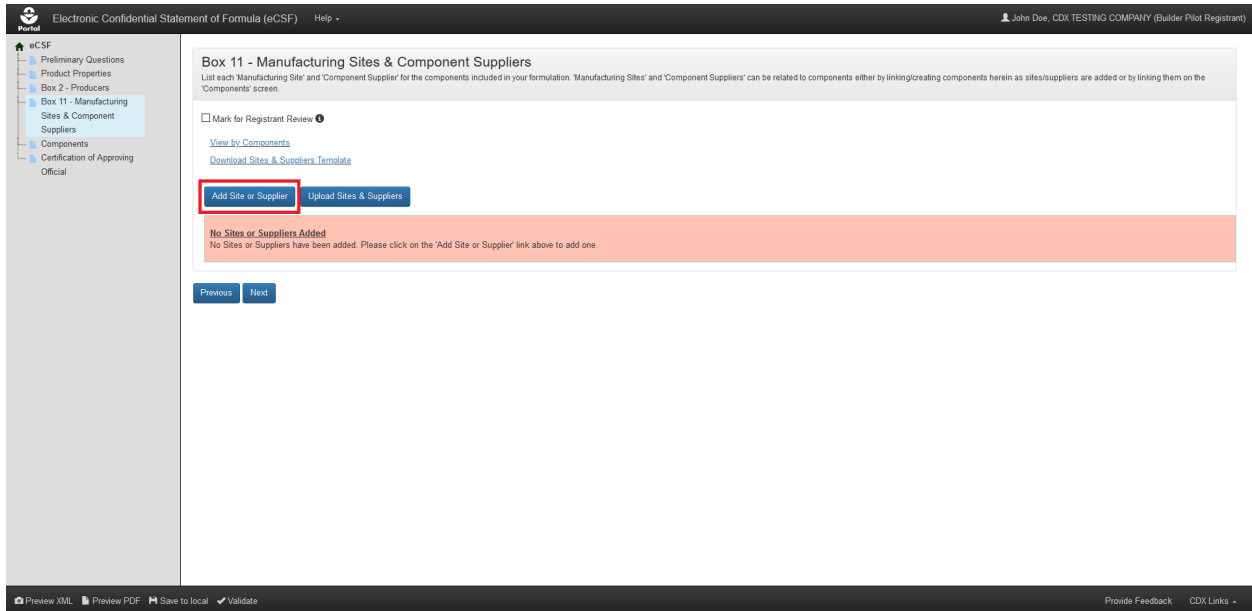 Portal
Electronic Confidential Statement of Formula (eCSF) Help
John Doe, CDX TESTING COMPANY (Builder Pilot Registrant)
eCSF
Preliminary Questions
Product Properties
Box 2 - Producers
Box 11 - Manufacturing
Sites & Component
Suppliers
Components
Certification of Approving
Official
Box 11 - Manufacturing Sites & Component Suppliers
List each 'Manufacturing Site' and 'Component Supplier' for the components included in your formulation. 'Manufacturing Sites' and 'Component Suppliers' can be related to components either by linking/creating components herein as sites/suppliers are added or by linking them on the
'Components' screen.
Mark for Registrant Review
View by Components
Download Sites & Suppliers Template
Add Site or Supplier Upload Sites & Suppliers
No Sites or Suppliers Added
No Sites or Suppliers have been added. Please click on the 'Add Site or Supplier' link above to add one.
Previous Next
Preview XML Preview PDF Save to local Validate
Provide Feedback CDX Links